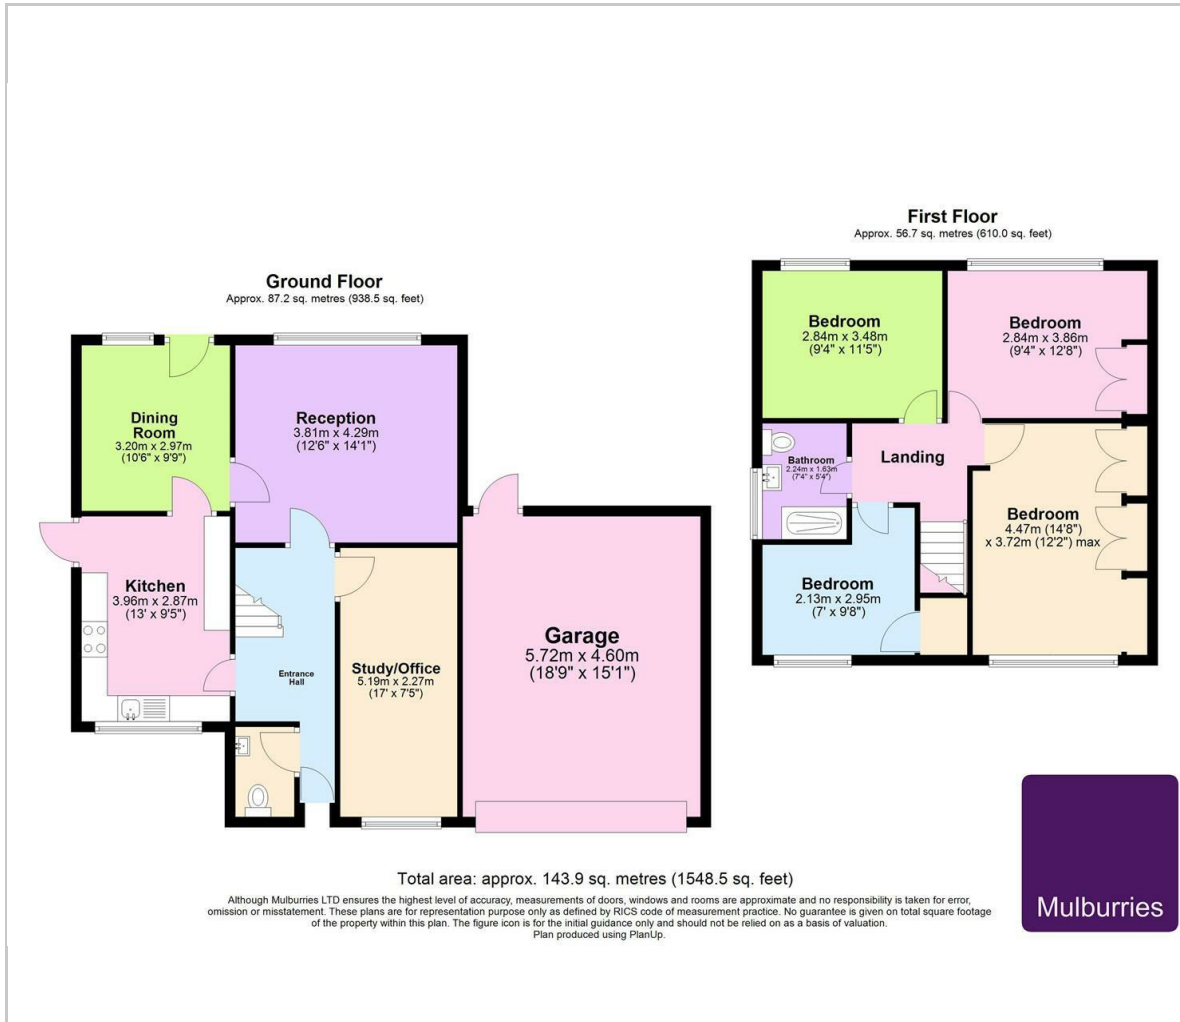 Ground Floor
Approx. 87.2 sq. metres (938.5 sq. feet)
Dining
Room
3.20m x 2.97m
(10'6" x 9'9")
Reception
3.81m x 4.29m
(12'6" x 14'1")
Kitchen
3.96m x 2.87m
(13' x 9'5")
Entrance
Hall
Study/Office
5.19m x 2.27m
(17' x 7'5")
Garage
5.72m x 4.60m
(18'9" x 15'1")
First Floor
Approx. 56.7 sq. metres (610.0 sq. feet)
Bedroom
2.84m x 3.48m
(9'4" x 11'5")
Bedroom
2.84m x 3.86m
(9'4" x 12'8")
Bathroom
2.24m x 1.63m
(7'4" x 5'4")
Landing
Bedroom
4.47m (14'8")
x 3.72m (12'2") max
Bedroom
2.13m x 2.95m
(7' x 9'8")
Total area: approx. 143.9 sq. metres (1548.5 sq. feet)
Although Mulburries LTD ensures the highest level of accuracy, measurements of doors, windows and rooms are approximate and no responsibility is taken for error,
omission or misstatement. These plans are for representation purpose only as defined by RICS code of measurement practice. No guarantee is given on total square footage
of the property within this plan. The figure icon is for the initial guidance only and should not be relied on as a basis of valuation.
Plan produced using PlanUp.
Mulburries